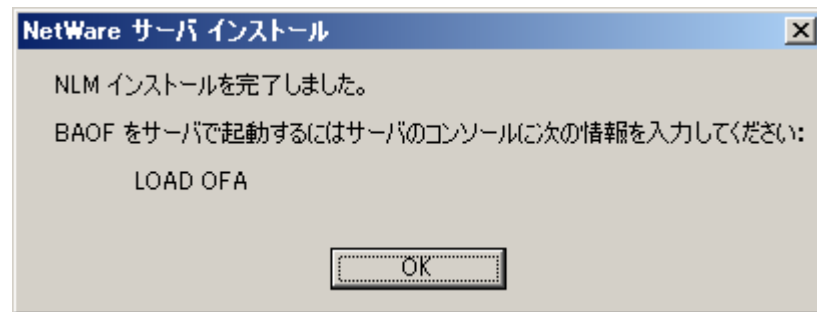 NetWare サーバ インストール
NLM インストールを完了しました。
BAOF をサーバで起動するにはサーバのコンソールに次の情報を入力してください:
LOAD OFA
OK